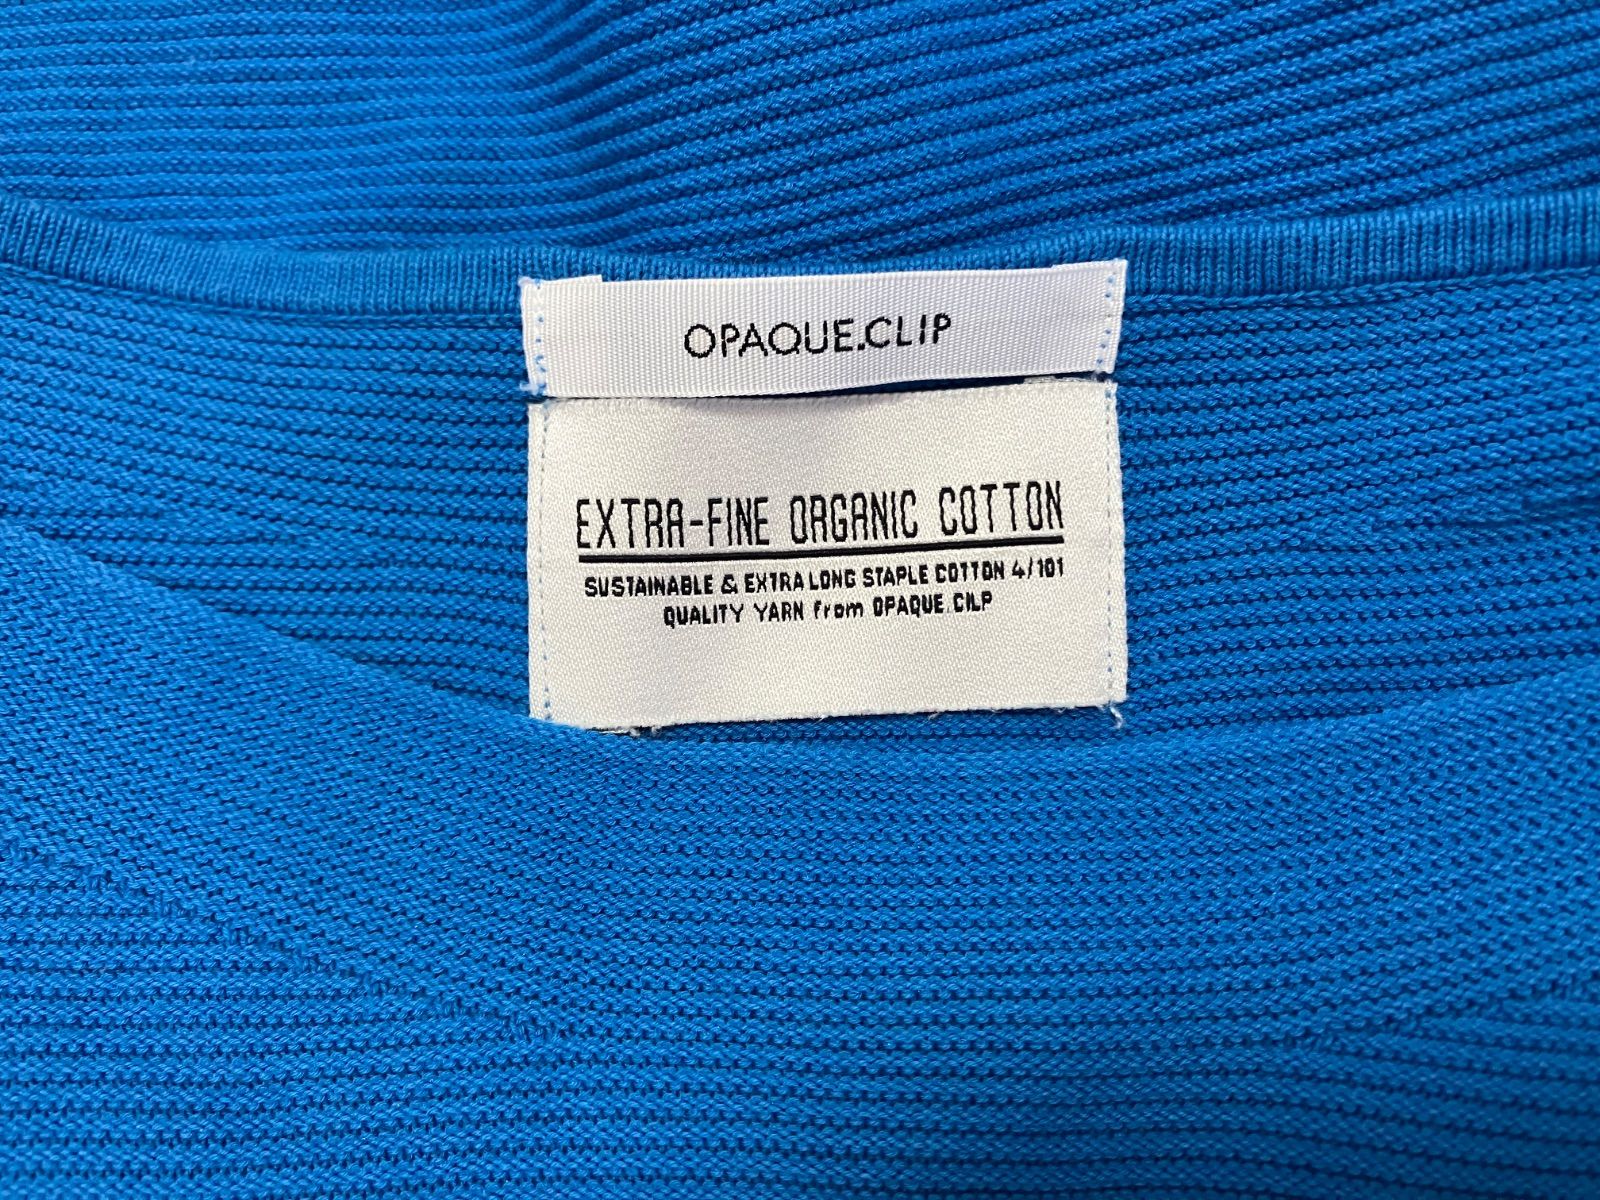 OPAQUE.CLIP
EXTRA-FINE ORGANIC COTTON
SUSTAINABLE & EXTRA LONG STAPLE COTTON 4/101
QUALITY YARN from OPAQUE.CILP